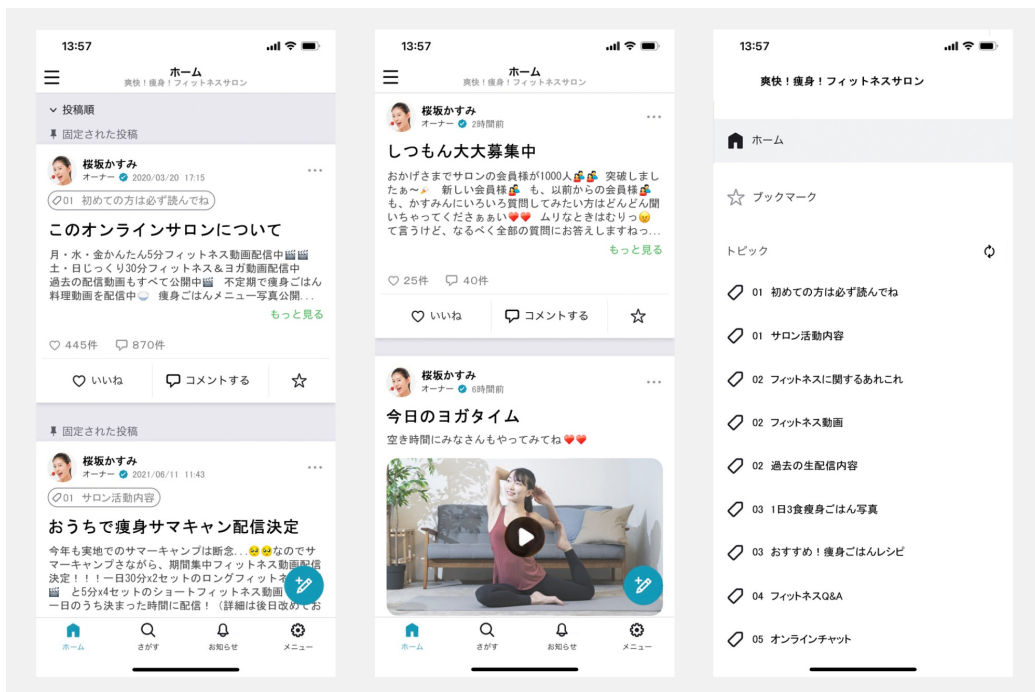 13:57
ホーム
爽快！痩身！フィットネスサロン
投稿順
固定された投稿
桜坂かすみ
オーナー 2020/03/20 17:15
01 初めての方は必ず読んでね
このオンラインサロンについて
月・水・金かんたん5分フィットネス動画配信中🎬🎬
土・日じっくり30分フィットネス＆ヨガ動画配信中
過去の配信動画もすべて公開中🎬 不定期で痩身ごはん
料理動画を配信中🍚 痩身ごはんメニュー写真公開...
もっと見る
445件 870件
いいね コメントする
固定された投稿
桜坂かすみ
オーナー 2021/06/11 11:43
01 サロン活動内容
おうちで痩身サマキャン配信決定
今年も実地でのサマーキャンプは断念...🥺🥺なのでサ
マーキャンプさながら、期間集中フィットネス動画配信
決定！！！一日30分x2セットのロングフィットネ
🎬 と5分x4セットのショートフィットネス動画
一日のうち決まった時間に配信！（詳細は後日改めてお
ホーム さがす お知らせ メニュー
13:57
ホーム
爽快！痩身！フィットネスサロン
桜坂かすみ
オーナー 2時間前
しつもん大大募集中
おかげさまでサロンの会員様が1000人🤹🤹 突破しまし
たぁ〜🎉 新しい会員様🤹 も、以前からの会員様🤹
も、かすみんにいろいろ質問してみたい方はどんどん聞
いちゃってくださぁぁい❤️❤️ ムリなときはむりっ😠
て言うけど、なるべく全部の質問にお答えしますねっ...
もっと見る
25件 40件
いいね コメントする
桜坂かすみ
オーナー 6時間前
今日のヨガタイム
空き時間にみなさんもやってみてね❤️❤️
ホーム さがす お知らせ メニュー
13:57
爽快！痩身！フィットネスサロン
ホーム
ブックマーク
トピック
01 初めての方は必ず読んでね
01 サロン活動内容
02 フィットネスに関するあれこれ
02 フィットネス動画
02 過去の生配信内容
03 1日3食痩身ごはん写真
03 おすすめ！痩身ごはんレシピ
04 フィットネスQ&A
05 オンラインチャット